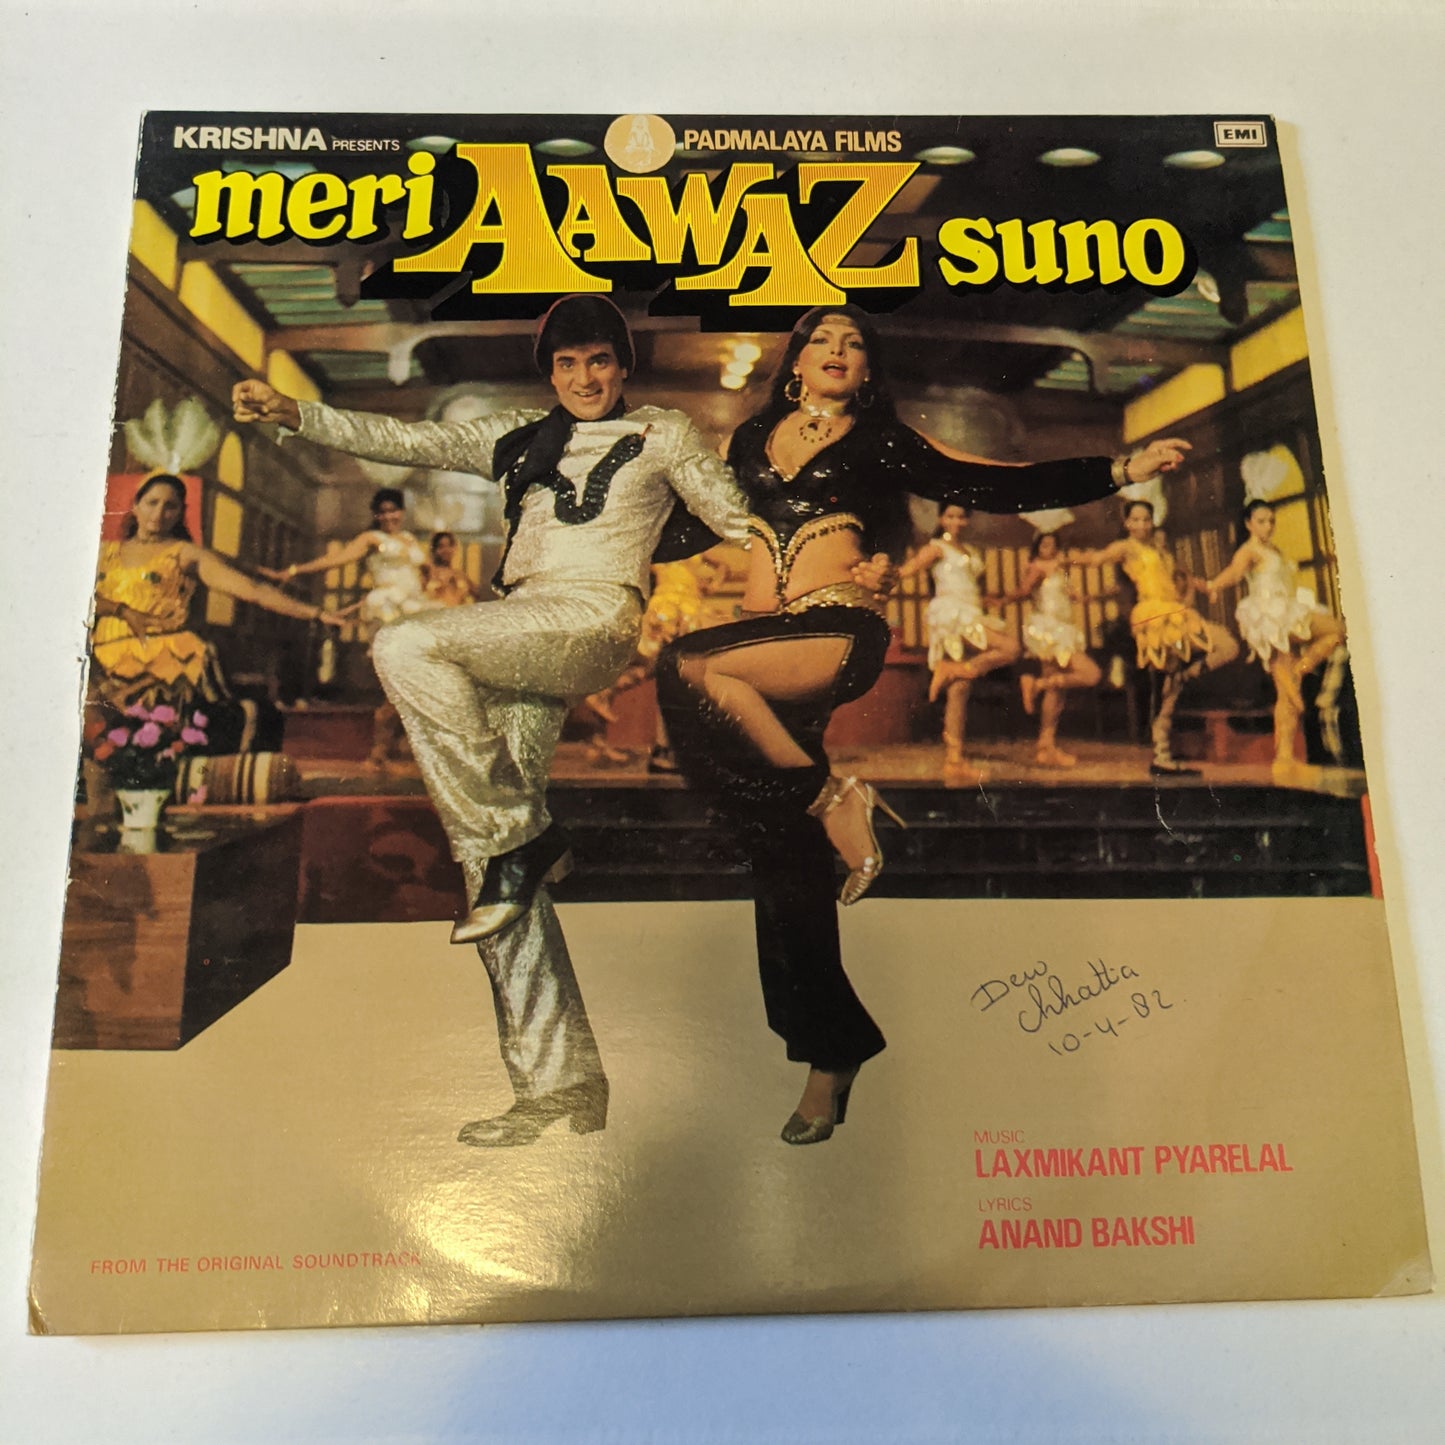 KRISHNA PRESENTS PADMALAYA FILMS EMI
meri AAWAZ suno
Dew
Chhatia
10-4-82
MUSIC
LAXMIKANT PYARELAL
LYRICS
ANAND BAKSHI
FROM THE ORIGINAL SOUNDTRACK